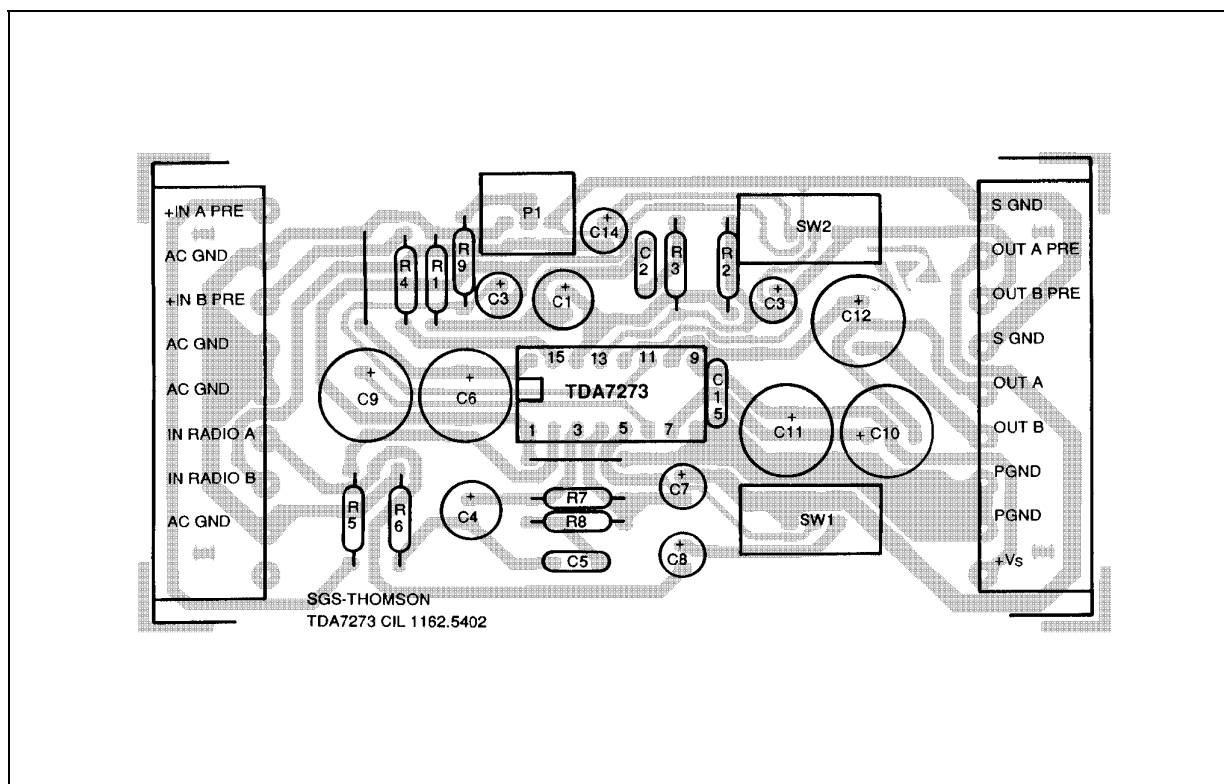 +IN A PRE
AC GND
+IN B PRE
AC GND
AC GND
IN RADIO A
IN RADIO B
AC GND
P1
C14
R9
R4
R1
C3
C1
C2
R3
R2
SW2
C3
C12
C9
C6
15 13 11 9
TDA7273
1 3 5 7
C15
C11
C10
R5
R6
C4
R7
R8
C5
C7
C8
SW1
S GND
OUT A PRE
OUT B PRE
S GND
OUT A
OUT B
PGND
PGND
+Vs
SGS-THOMSON
TDA7273 CIL 1162.5402